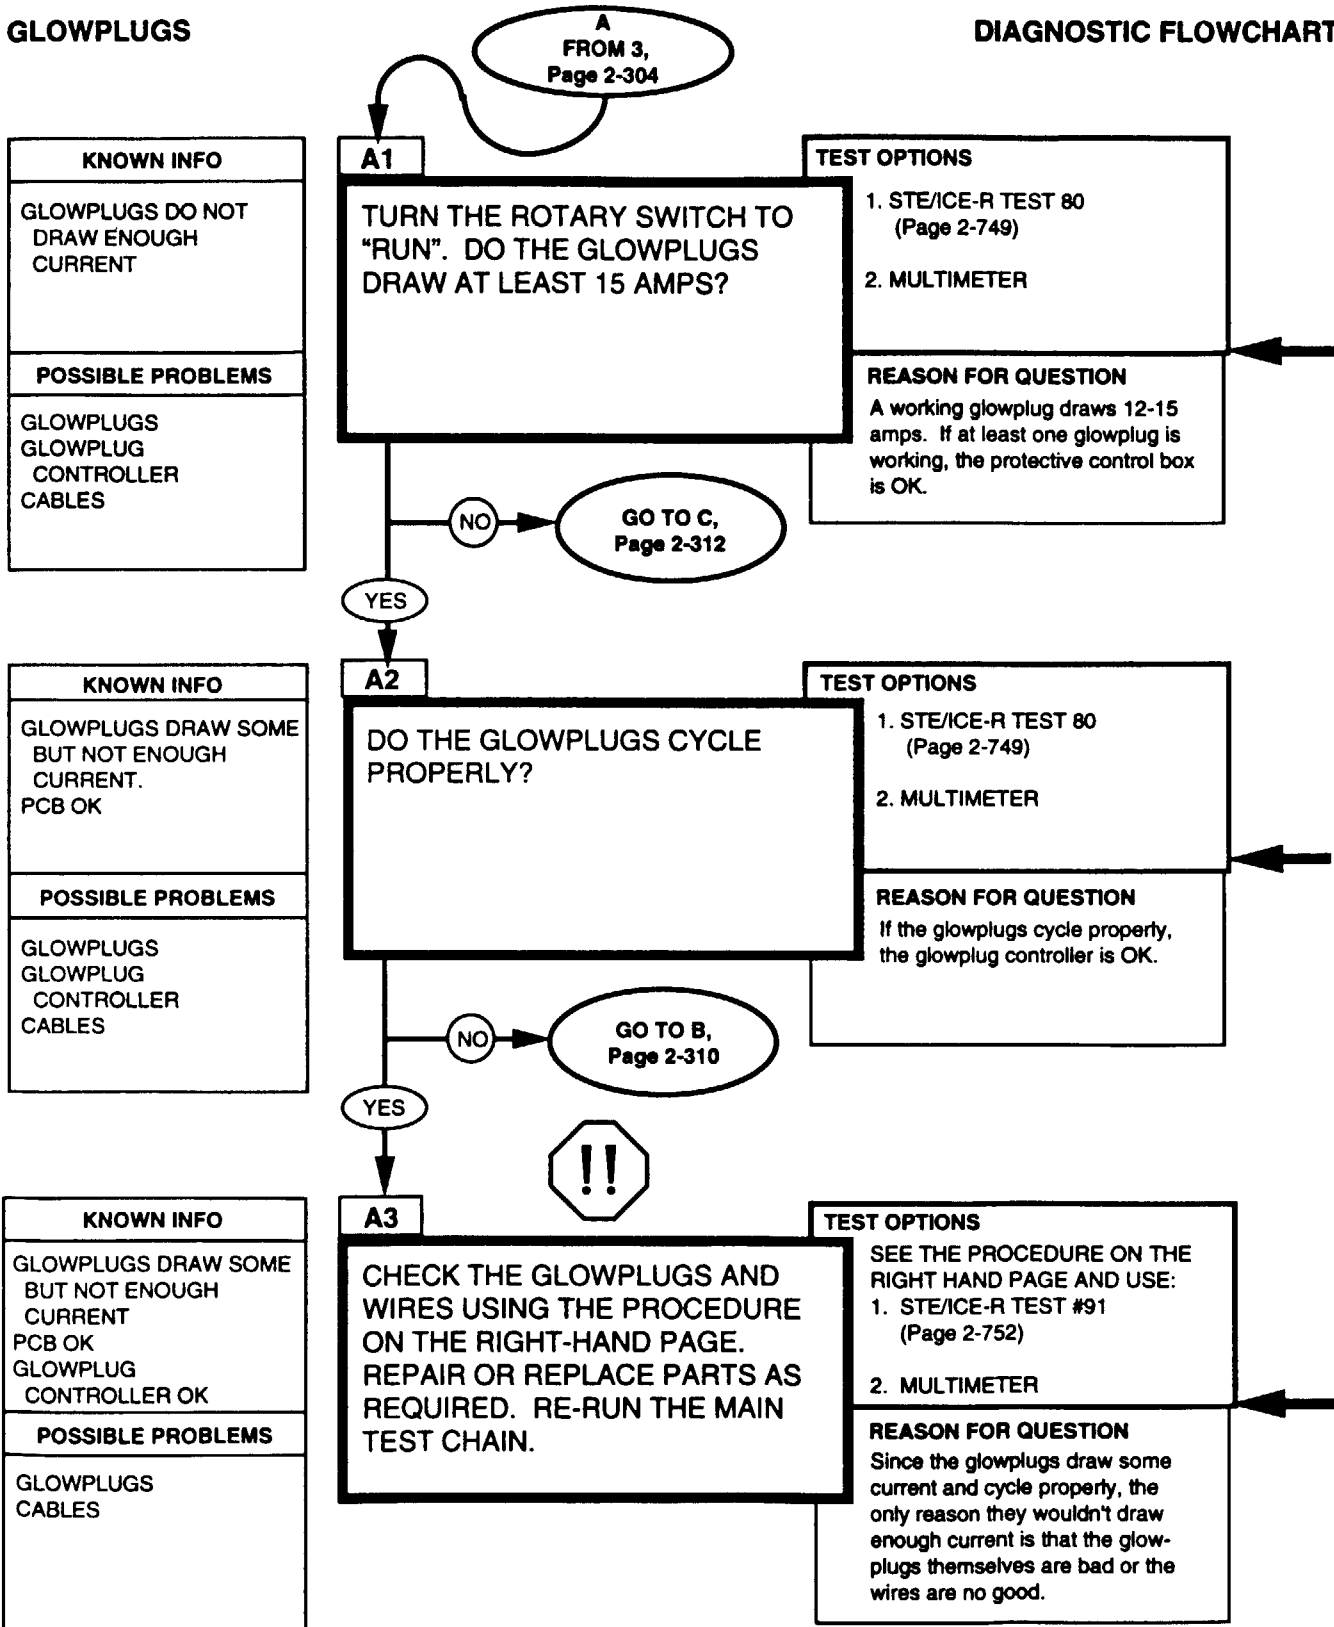 GLOWPLUGS
DIAGNOSTIC FLOWCHART
A
FROM 3,
Page 2-304
KNOWN INFO
GLOWPLUGS DO NOT
DRAW ENOUGH
CURRENT
POSSIBLE PROBLEMS
GLOWPLUGS
GLOWPLUG
CONTROLLER
CABLES
A1
TURN THE ROTARY SWITCH TO
"RUN". DO THE GLOWPLUGS
DRAW AT LEAST 15 AMPS?
TEST OPTIONS
1. STE/ICE-R TEST 80
(Page 2-749)
2. MULTIMETER
REASON FOR QUESTION
A working glowplug draws 12-15
amps. If at least one glowplug is
working, the protective control box
is OK.
NO
GO TO C,
Page 2-312
YES
KNOWN INFO
GLOWPLUGS DRAW SOME
BUT NOT ENOUGH
CURRENT.
PCB OK
POSSIBLE PROBLEMS
GLOWPLUGS
GLOWPLUG
CONTROLLER
CABLES
A2
DO THE GLOWPLUGS CYCLE
PROPERLY?
TEST OPTIONS
1. STE/ICE-R TEST 80
(Page 2-749)
2. MULTIMETER
REASON FOR QUESTION
If the glowplugs cycle properly,
the glowplug controller is OK.
NO
GO TO B,
Page 2-310
YES
!!
KNOWN INFO
GLOWPLUGS DRAW SOME
BUT NOT ENOUGH
CURRENT
PCB OK
GLOWPLUG
CONTROLLER OK
POSSIBLE PROBLEMS
GLOWPLUGS
CABLES
A3
CHECK THE GLOWPLUGS AND
WIRES USING THE PROCEDURE
ON THE RIGHT-HAND PAGE.
REPAIR OR REPLACE PARTS AS
REQUIRED. RE-RUN THE MAIN
TEST CHAIN.
TEST OPTIONS
SEE THE PROCEDURE ON THE
RIGHT HAND PAGE AND USE:
1. STE/ICE-R TEST #91
(Page 2-752)
2. MULTIMETER
REASON FOR QUESTION
Since the glowplugs draw some
current and cycle properly, the
only reason they wouldn't draw
enough current is that the glow-
plugs themselves are bad or the
wires are no good.